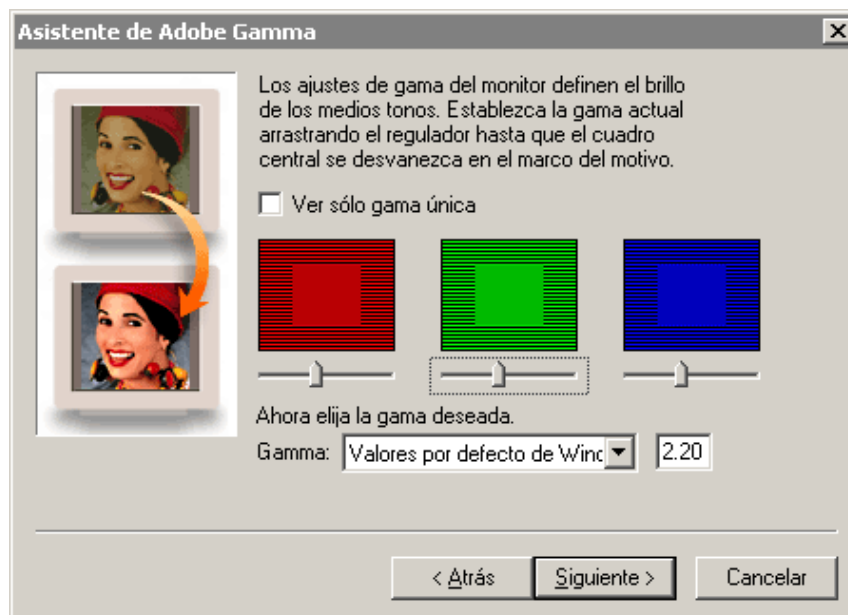 Asistente de Adobe Gamma
Los ajustes de gama del monitor definen el brillo
de los medios tonos. Establezca la gama actual
arrastrando el regulador hasta que el cuadro
central se desvanezca en el marco del motivo.
Ver sólo gama única
Ahora elija la gama deseada.
Gamma: Valores por defecto de Winc 2.20
< Atrás Siguiente > Cancelar